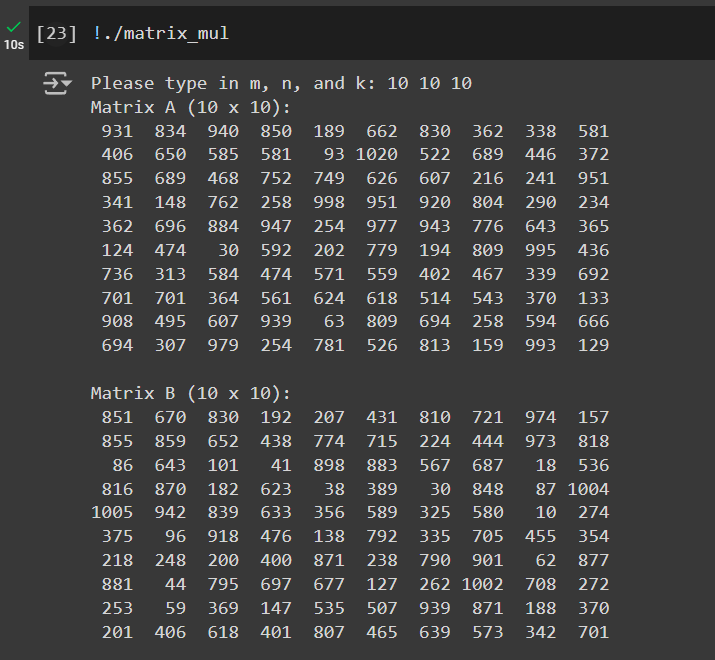 [23] !./matrix_mul
10s
Please type in m, n, and k: 10 10 10
Matrix A (10 x 10):
931 834 940 850 189 662 830 362 338 581
406 650 585 581 93 1020 522 689 446 372
855 689 468 752 749 626 607 216 241 951
341 148 762 258 998 951 920 804 290 234
362 696 884 947 254 977 943 776 643 365
124 474 30 592 202 779 194 809 995 436
736 313 584 474 571 559 402 467 339 692
701 701 364 561 624 618 514 543 370 133
908 495 607 939 63 809 694 258 594 666
694 307 979 254 781 526 813 159 993 129
Matrix B (10 x 10):
851 670 830 192 207 431 810 721 974 157
855 859 652 438 774 715 224 444 973 818
86 643 101 41 898 883 567 687 18 536
816 870 182 623 38 389 30 848 87 1004
1005 942 839 633 356 589 325 580 10 274
375 96 918 476 138 792 335 705 455 354
218 248 200 400 871 238 790 901 62 877
881 44 795 697 677 127 262 1002 708 272
253 59 369 147 535 507 939 871 188 370
201 406 618 401 807 465 639 573 342 701